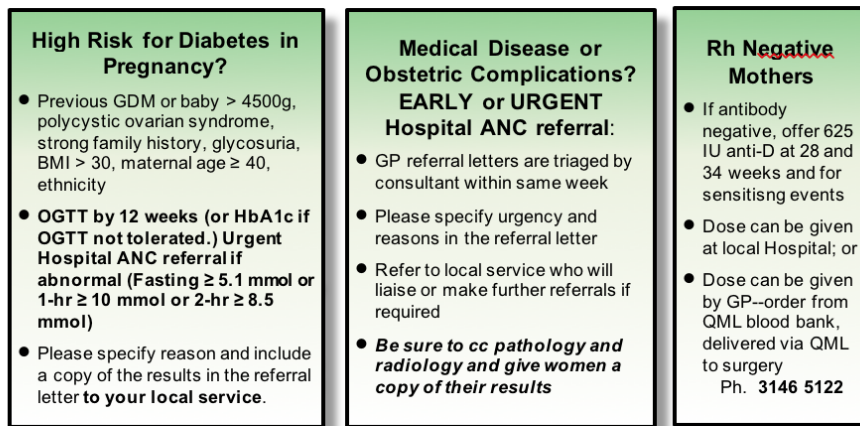 High Risk for Diabetes in
Pregnancy?
● Previous GDM or baby > 4500g,
polycystic ovarian syndrome,
strong family history, glycosuria,
BMI > 30, maternal age ≥ 40,
ethnicity
● OGTT by 12 weeks (or HbA1c if
OGTT not tolerated.) Urgent
Hospital ANC referral if
abnormal (Fasting ≥ 5.1 mmol or
1-hr ≥ 10 mmol or 2-hr ≥ 8.5
mmol)
● Please specify reason and include
a copy of the results in the referral
letter to your local service.
Medical Disease or
Obstetric Complications?
EARLY or URGENT
Hospital ANC referral:
● GP referral letters are triaged by
consultant within same week
● Please specify urgency and
reasons in the referral letter
● Refer to local service who will
liaise or make further referrals if
required
● Be sure to cc pathology and
radiology and give women a
copy of their results
Rh Negative
Mothers
● If antibody
negative, offer 625
IU anti-D at 28 and
34 weeks and for
sensitisng events
● Dose can be given
at local Hospital; or
● Dose can be given
by GP--order from
QML blood bank,
delivered via QML
to surgery
Ph. 3146 5122